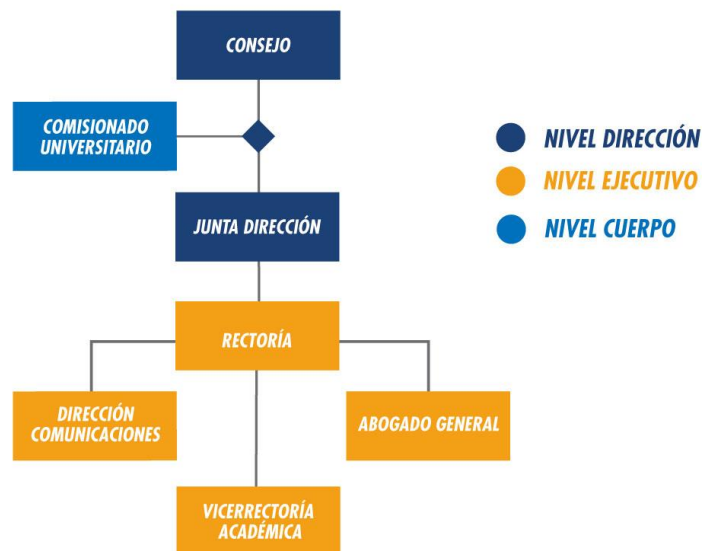 CONSEJO
COMISIONADO
UNIVERSITARIO
NIVEL DIRECCIÓN
NIVEL EJECUTIVO
NIVEL CUERPO
JUNTA DIRECCIÓN
RECTORÍA
DIRECCIÓN
COMUNICACIONES
ABOGADO GENERAL
VICERRECTORÍA
ACADÉMICA